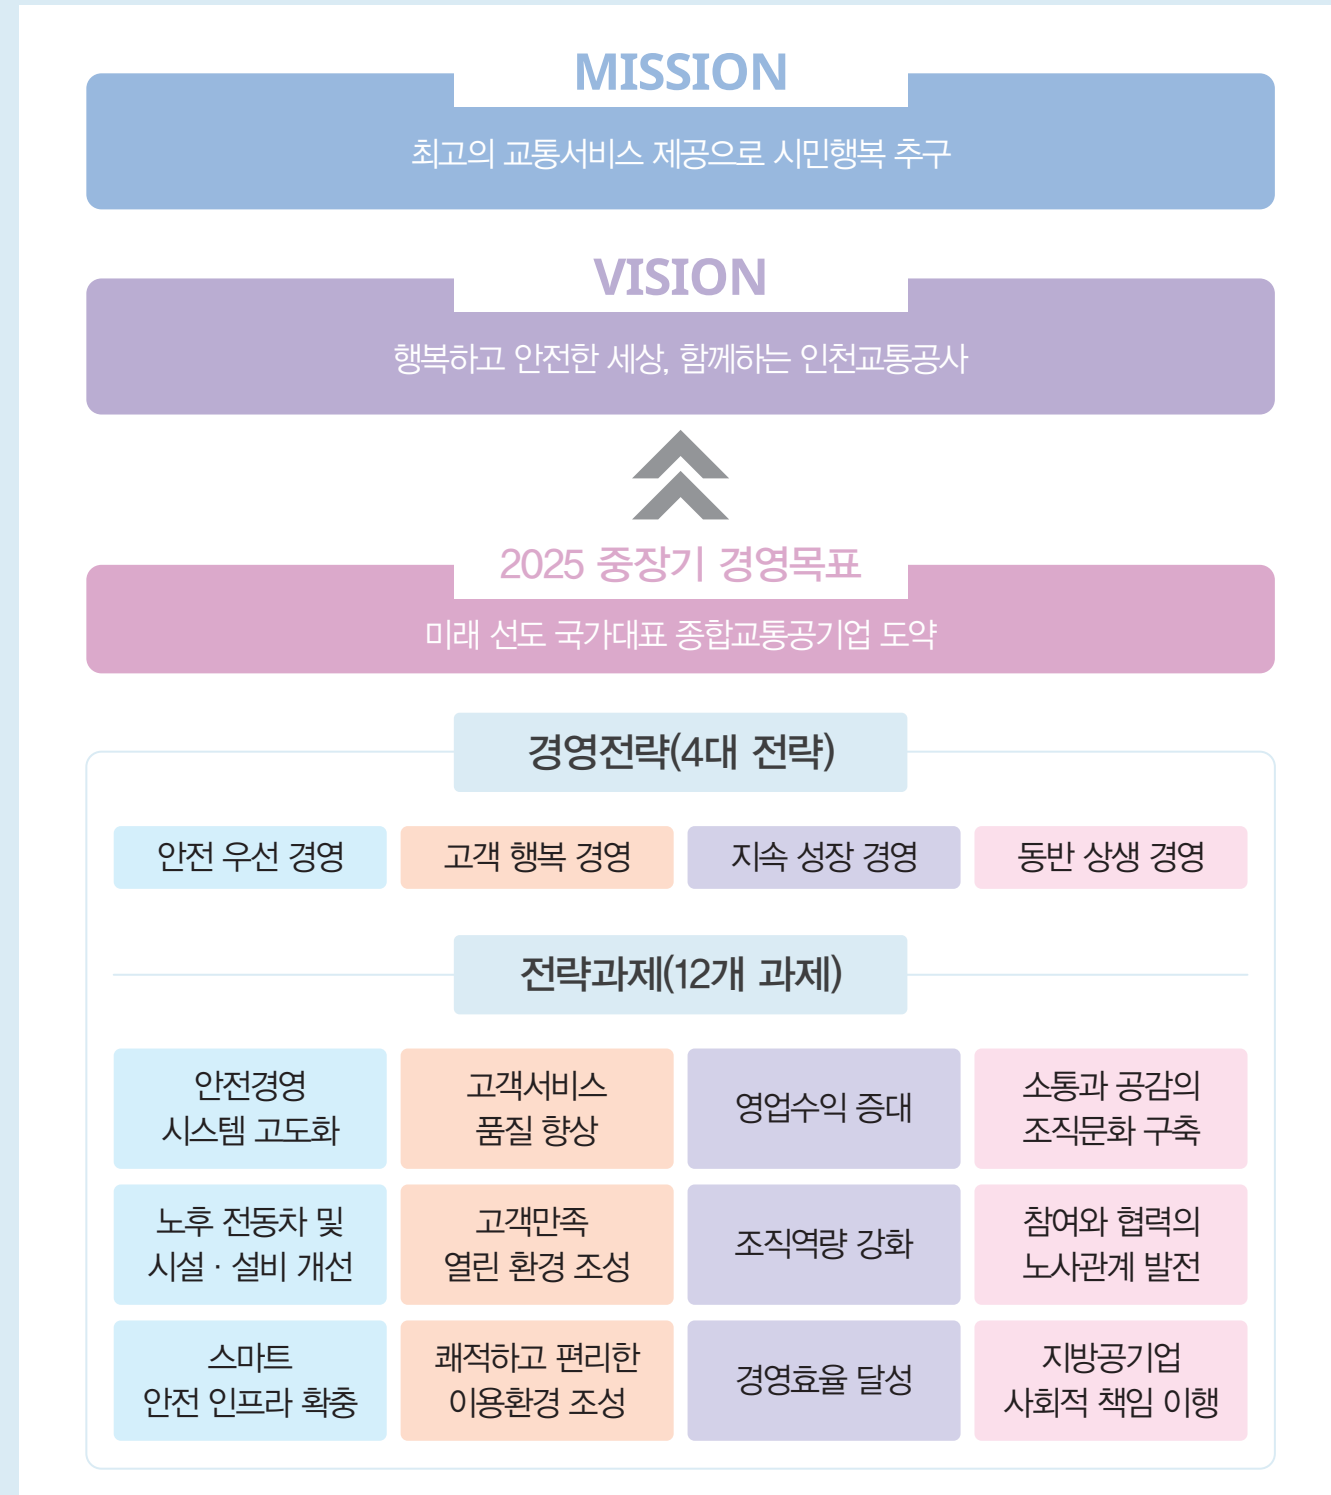 MISSION
최고의 교통서비스 제공으로 시민행복 추구
VISION
행복하고 안전한 세상, 함께하는 인천교통공사
2025 중장기 경영목표
미래 선도 국가대표 종합교통공기업 도약
경영전략(4대 전략)
안전 우선 경영
고객 행복 경영
지속 성장 경영
동반 상생 경영
전략과제(12개 과제)
안전경영
시스템 고도화
고객서비스
품질 향상
영업수익 증대
소통과 공감의
조직문화 구축
노후 전동차 및
시설·설비 개선
고객만족
열린 환경 조성
조직역량 강화
참여와 협력의
노사관계 발전
스마트
안전 인프라 확충
쾌적하고 편리한
이용환경 조성
경영효율 달성
지방공기업
사회적 책임 이행